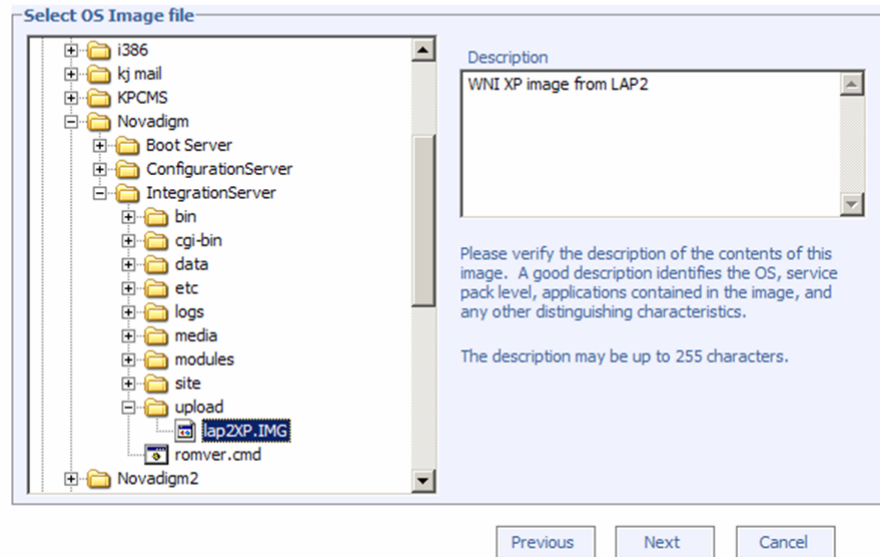 Select OS Image file
i386
kj mail
KPCMS
Novadigm
Boot Server
ConfigurationServer
IntegrationServer
bin
cgi-bin
data
etc
logs
media
modules
site
upload
lap2XP.IMG
romver.cmd
Novadigm2
Description
WNI XP image from LAP2
Please verify the description of the contents of this
image. A good description identifies the OS, service
pack level, applications contained in the image, and
any other distinguishing characteristics.
The description may be up to 255 characters.
Previous
Next
Cancel